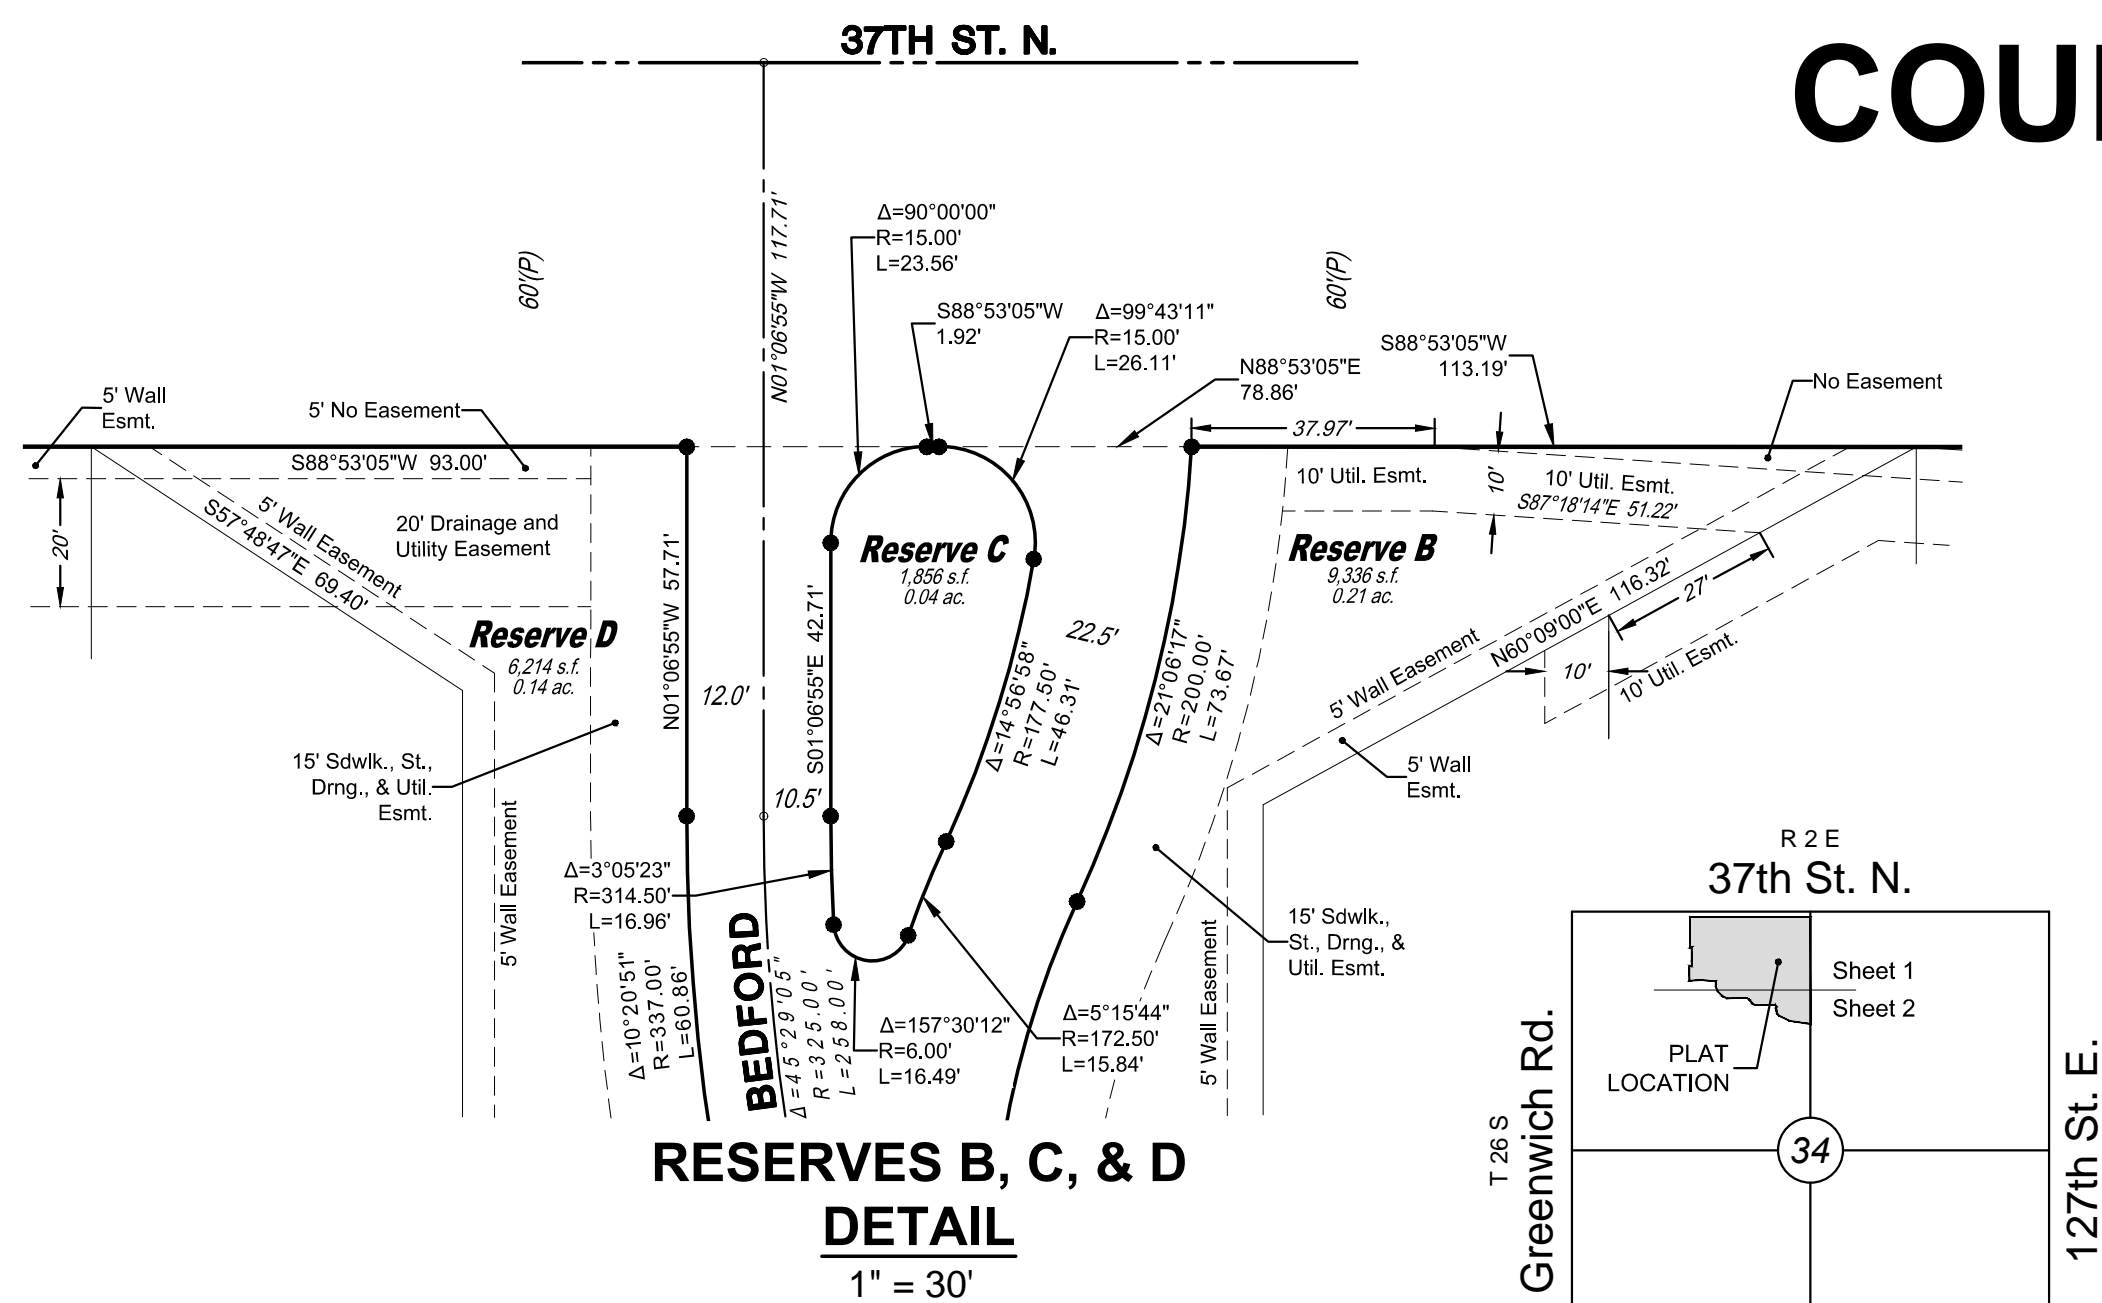 37TH ST. N.
COU
N01°06'55"W 117.71'
60'(P)
60'(P)
Δ=90°00'00"
R=15.00'
L=23.56'
S88°53'05"W
1.92'
Δ=99°43'11"
R=15.00'
L=26.11'
N88°53'05"E
78.86'
S88°53'05"W
113.19'
No Easement
5' Wall
Esmt.
5' No Easement
37.97'
S88°53'05"W 93.00'
20'
5' Wall Easement
S57°48'47"E 69.40'
20' Drainage and
Utility Easement
10' Util. Esmt.
10'
10' Util. Esmt.
S87°18'14"E 51.22'
Reserve C
1,856 s.f.
0.04 ac.
Reserve B
9,336 s.f.
0.21 ac.
Reserve D
6,214 s.f.
0.14 ac.
N01°06'55"W 57.71'
12.0'
S01°06'55"E 42.71'
10.5'
22.5'
Δ=14°56'58"
R=177.50'
L=46.31'
Δ=21°06'17"
R=200.00'
L=73.67'
5' Wall Easement
N60°09'00"E 116.32'
27'
10'
10' Util. Esmt.
5' Wall
Esmt.
15' Sdwlk., St.,
Drng., & Util.
Esmt.
5' Wall Easement
Δ=3°05'23"
R=314.50'
L=16.96'
Δ=10°20'51"
R=337.00'
L=60.86'
BEDFORD
Δ=45°29'05"
R=325.00'
L=258.00'
Δ=157°30'12"
R=6.00'
L=16.49'
Δ=5°15'44"
R=172.50'
L=15.84'
5' Wall Easement
15' Sdwlk.,
St., Drng., &
Util. Esmt.
RESERVES B, C, & D
DETAIL
1" = 30'
R 2 E
37th St. N.
Sheet 1
Sheet 2
PLAT
LOCATION
34
T 26 S
Greenwich Rd.
127th St. E.